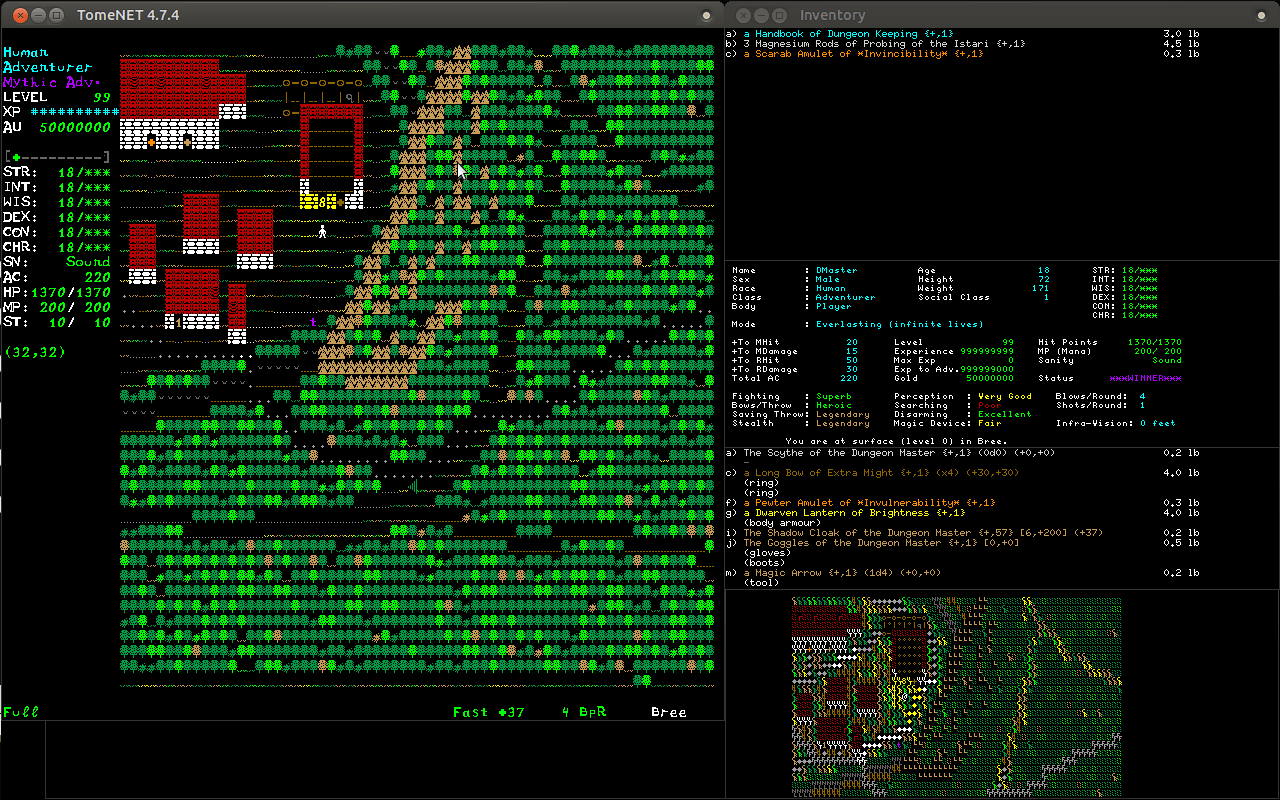 TomeNET 4.7.4
Human
Adventurer
Mythic Adv.
LEVEL 99
XP **********
AU 50000000
[*----------]
STR: 18/***
INT: 18/***
WIS: 18/***
DEX: 18/***
CON: 18/***
CHR: 18/***
SN: Sound
AC: 220
HP:1370/1370
MP: 200/ 200
ST: 10/ 10
(32,32)
Full Fast +37 4 BpR Bree
Inventory
a) a Handbook of Dungeon Keeping {+,1} 3.0 lb
b) 3 Magnesium Rods of Probing of the Istari {+,1} 4.5 lb
c) a Scarab Amulet of *Invincibility* {+,1} 0.3 lb
Name : DMaster Age 18 STR: 18/***
Sex : Male Height 72 INT: 18/***
Race : Human Weight 171 WIS: 18/***
Class : Adventurer Social Class 1 DEX: 18/***
Body : Player CON: 18/***
CHR: 18/***
Mode : Everlasting (infinite lives)
+To MHit 20 Level 99 Hit Points 1370/1370
+To MDamage 15 Experience 999999999 MP (Mana) 200/ 200
+To RHit 50 Max Exp 0 Sanity Sound
+To RDamage 30 Exp to Adv.999999000
Total AC 220 Gold 50000000 Status ***WINNER***
Fighting : Superb Perception : Very Good Blows/Round: 4
Bows/Throw : Heroic Searching : Poor Shots/Round: 1
Saving Throw: Legendary Disarming : Excellent
Stealth : Legendary Magic Device: Fair Infra-Vision: 0 feet
You are at surface (level 0) in Bree.
a) The Scythe of the Dungeon Master {+,1} (0d0) (+0,+0) 0.2 lb
c) a Long Bow of Extra Might {+,1} (x4) (+30,+30) 4.0 lb
(ring)
(ring)
f) a Pewter Amulet of *Invulnerability* {+,1} 0.3 lb
g) a Dwarven Lantern of Brightness {+,1} 4.0 lb
(body armour)
i) The Shadow Cloak of the Dungeon Master {+,57} [6,+200] (+37) 0.2 lb
j) The Goggles of the Dungeon Master {+,1} [0,+0] 0.5 lb
(gloves)
(boots)
m) a Magic Arrow {+,1} (1d4) (+0,+0) 0.2 lb
(tool)